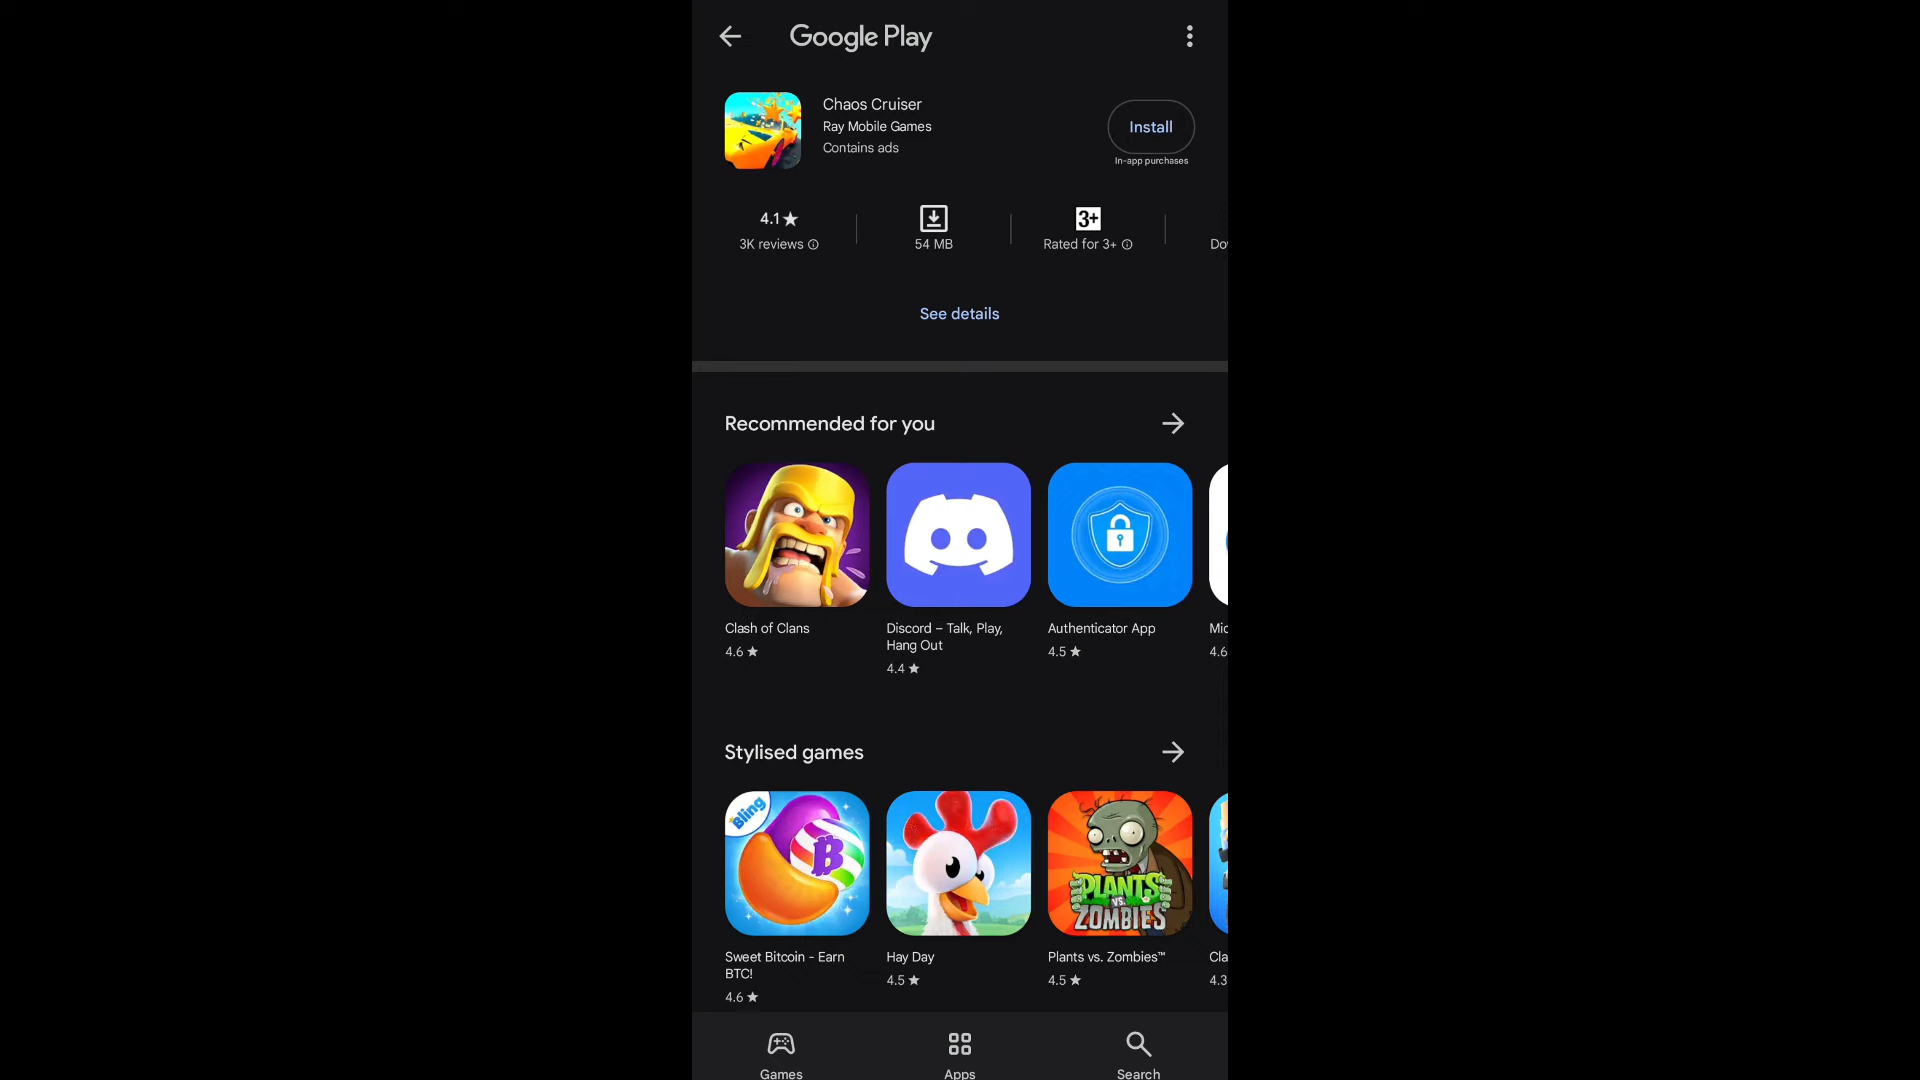 Google Play
Chaos Cruiser
Ray Mobile Games
Contains ads
Install
In-app purchases
4.1★
3K reviews
54 MB
3+
Rated for 3+
Dow
See details
Recommended for you
Clash of Clans
4.6 ★
Discord – Talk, Play,
Hang Out
4.4 ★
Authenticator App
4.5 ★
Mic
4.6
Stylised games
Bling
B
PLANTS
VS.
ZOMBIES
Sweet Bitcoin - Earn
BTC!
4.6 ★
Hay Day
4.5 ★
Plants vs. Zombies™
4.5 ★
Cla
4.3
Games
Apps
Search